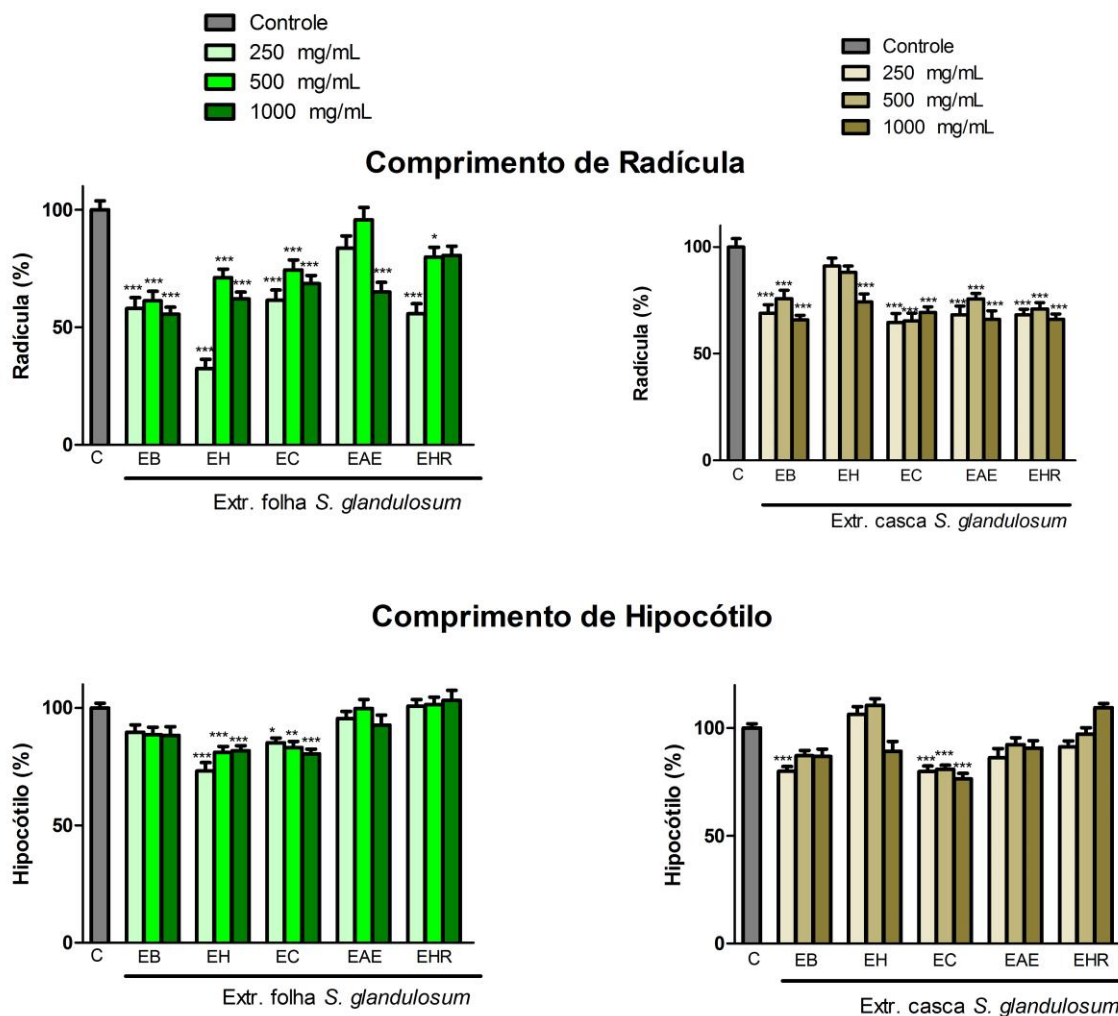 Controle
250 mg/mL
500 mg/mL
1000 mg/mL
Controle
250 mg/mL
500 mg/mL
1000 mg/mL
Comprimento de Radícula
Radícula (%)
100
50
0
*** *** ***
*** *** ***
*** *** ***
***
*** *
C EB EH EC EAE EHR
Extr. folha S. glandulosum
Radícula (%)
100
50
0
*** *** ***
***
*** *** ***
*** *** ***
*** *** ***
C EB EH EC EAE EHR
Extr. casca S. glandulosum
Comprimento de Hipocótilo
Hipocótilo (%)
100
50
0
*** *** ***
* ** ***
C EB EH EC EAE EHR
Extr. folha S. glandulosum
Hipocótilo (%)
100
50
0
***
*** *** ***
C EB EH EC EAE EHR
Extr. casca S. glandulosum